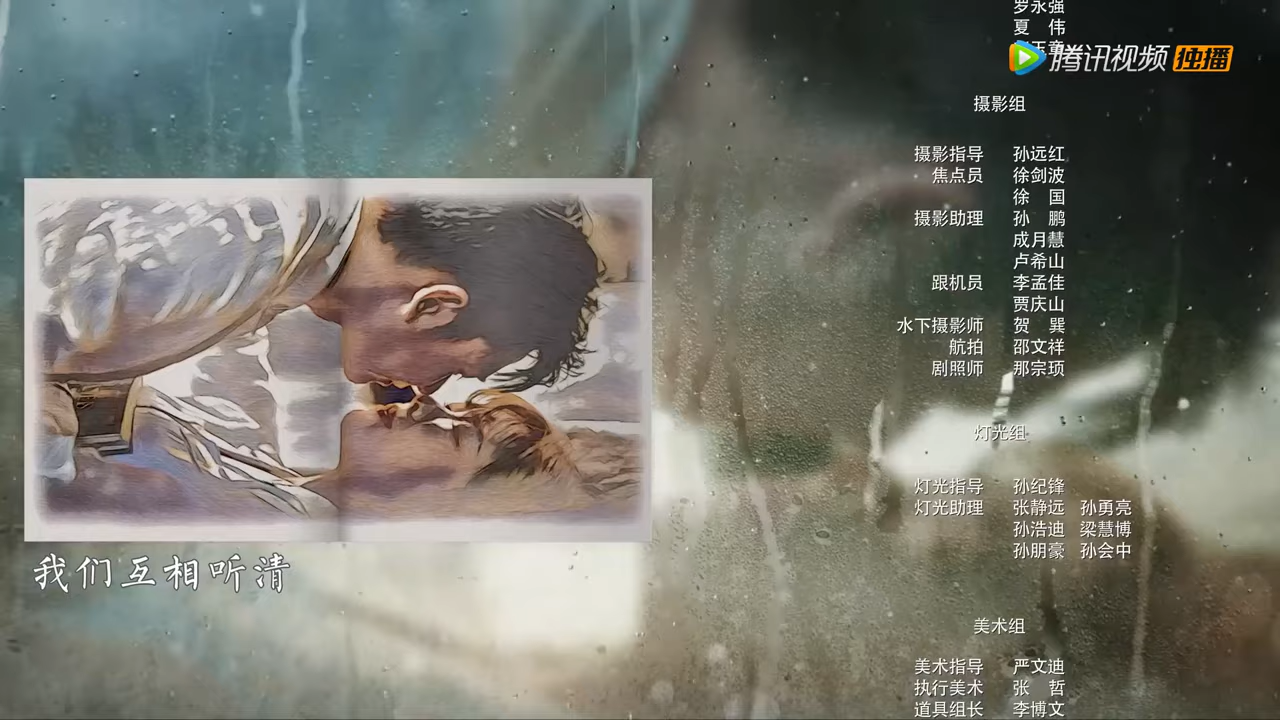 罗永强
夏 伟
腾讯视频 独播
摄影组
摄影指导 孙远红
焦点员 徐剑波
徐 国
摄影助理 孙 鹏
成月慧
卢希山
跟机员 李孟佳
贾庆山
水下摄影师 贺 巽
航拍 邵文祥
剧照师 那宗顼
灯光组
灯光指导 孙纪锋
灯光助理 张静远 孙勇亮
孙浩迪 梁慧博
孙朋豪 孙会中
我们互相听清
美术组
美术指导 严文迪
执行美术 张 哲
道具组长 李博文